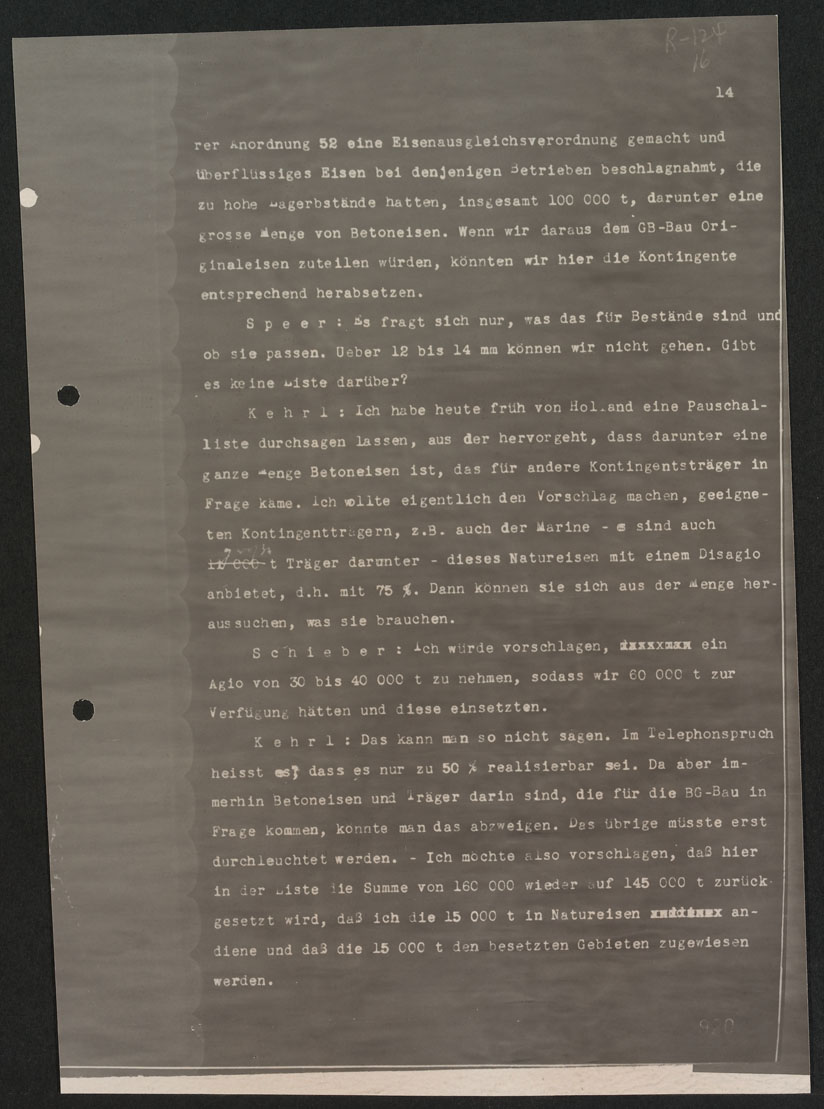 R-124
16
14
rer Anordnung 52 eine Eisenausgleichsverordnung gemacht und
überflüssiges Eisen bei denjenigen Betrieben beschlagnahmt, die
zu hohe Lagerbstände hatten, insgesamt 100 000 t, darunter eine
grosse Menge von Betoneisen. Wenn wir daraus dem GB-Bau Ori-
ginaleisen zuteilen würden, könnten wir hier die Kontingente
entsprechend herabsetzen.
S p e e r : Es fragt sich nur, was das für Bestände sind und
ob sie passen. Ueber 12 bis 14 mm können wir nicht gehen. Gibt
es keine Liste darüber?
K e h r l : Ich habe heute früh von Holland eine Pauschal-
liste durchsagen lassen, aus der hervorgeht, dass darunter eine
ganze Menge Betoneisen ist, das für andere Kontingentsträger in
Frage käme. Ich wollte eigentlich den Vorschlag machen, geeigne-
ten Kontingentträgern, z.B. auch der Marine - es sind auch
t Träger darunter - dieses Natureisen mit einem Disagio
anbietet, d.h. mit 75 %. Dann können sie sich aus der Menge her-
aussuchen, was sie brauchen.
S c h i e b e r : Ich würde vorschlagen, ein
Agio von 30 bis 40 000 t zu nehmen, sodass wir 60 000 t zur
Verfügung hätten und diese einsetzten.
K e h r l : Das kann man so nicht sagen. Im Telephonspruch
heisst es, dass es nur zu 50 % realisierbar sei. Da aber im-
merhin Betoneisen und Träger darin sind, die für die BG-Bau in
Frage kommen, könnte man das abzweigen. Das übrige müsste erst
durchleuchtet werden. - Ich möchte also vorschlagen, daß hier
in der Liste die Summe von 160 000 wieder auf 145 000 t zurück-
gesetzt wird, daß ich die 15 000 t in Natureisen an-
diene und daß die 15 000 t den besetzten Gebieten zugewiesen
werden.
920